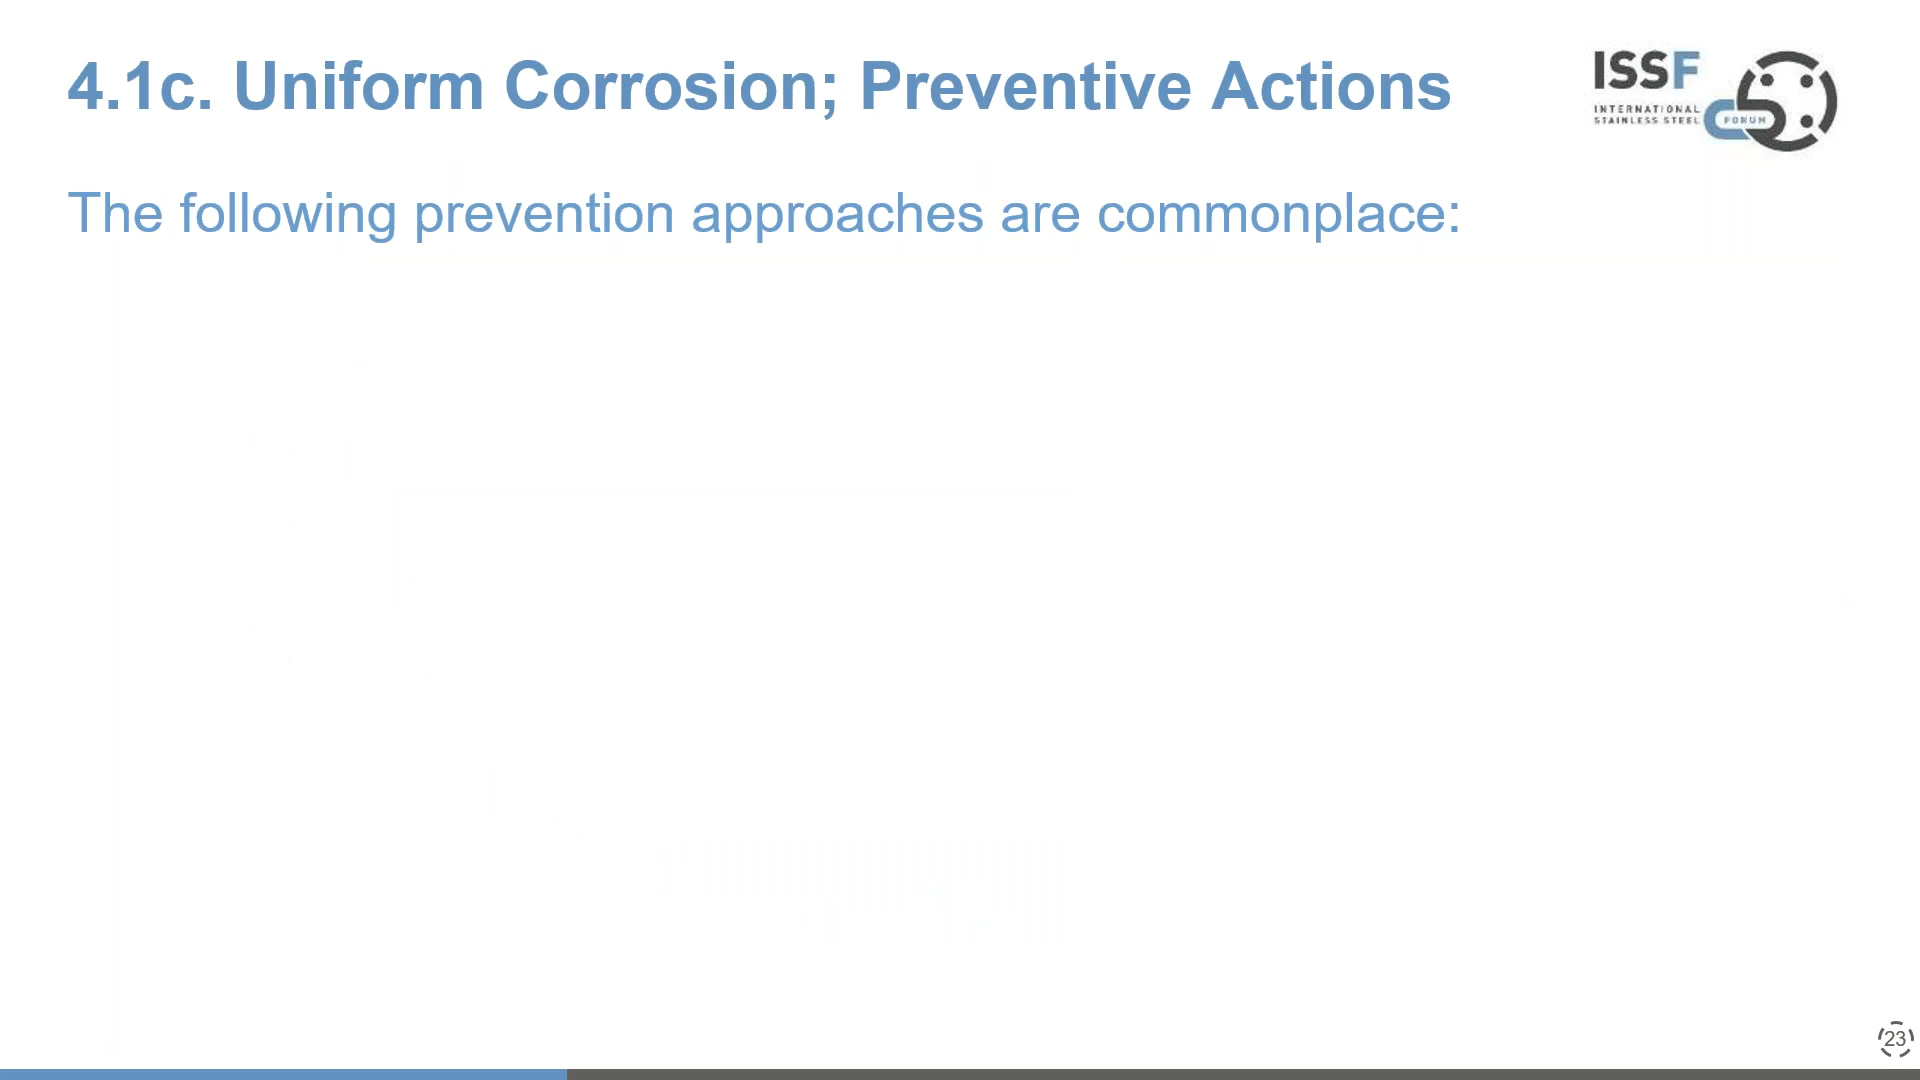 4.1c. Uniform Corrosion; Preventive Actions
ISSF
INTERNATIONAL
STAINLESS STEEL
FORUM
The following prevention approaches are commonplace:
23